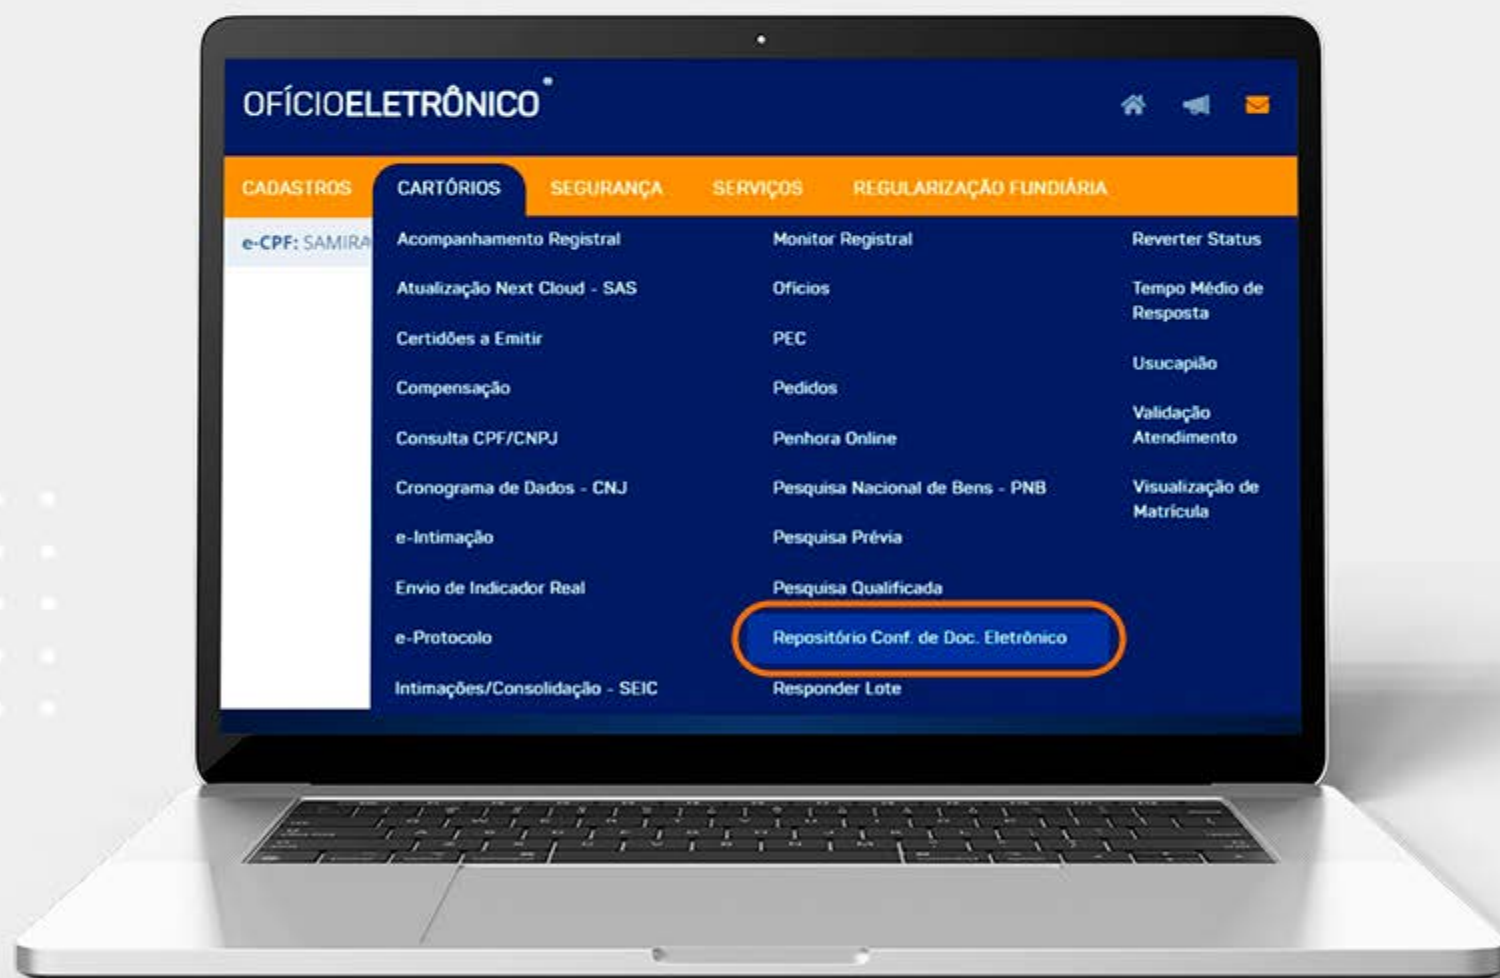 OFÍCIOELETRÔNICO
CADASTROS
CARTÓRIOS
SEGURANÇA
SERVIÇOS
REGULARIZAÇÃO FUNDIÁRIA
e-CPF: SAMIRA
Acompanhamento Registral
Atualização Next Cloud - SAS
Certidões a Emitir
Compensação
Consulta CPF/CNPJ
Cronograma de Dados - CNJ
e-Intimação
Envio de Indicador Real
e-Protocolo
Intimações/Consolidação - SEIC
Monitor Registral
Ofícios
PEC
Pedidos
Penhora Online
Pesquisa Nacional de Bens - PNB
Pesquisa Prévia
Pesquisa Qualificada
Repositório Conf. de Doc. Eletrônico
Responder Lote
Reverter Status
Tempo Médio de
Resposta
Usucapião
Validação
Atendimento
Visualização de
Matrícula